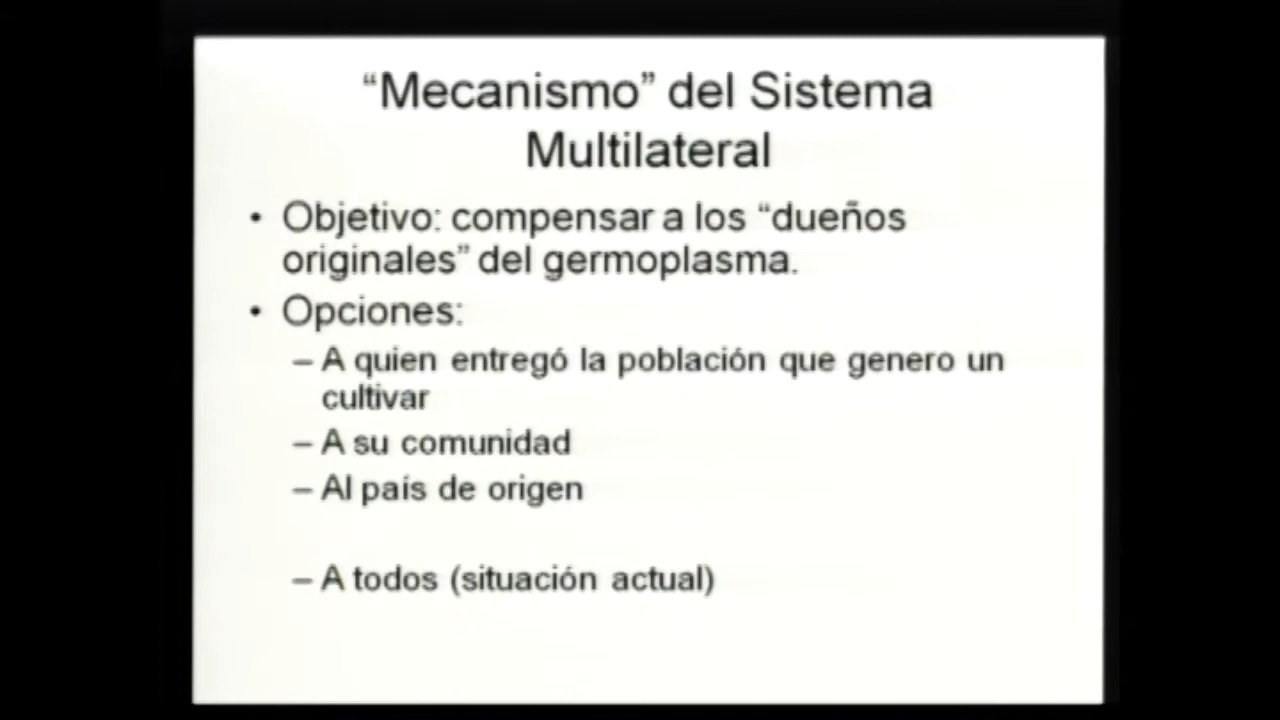 “Mecanismo” del Sistema
Multilateral
• Objetivo: compensar a los “dueños
originales” del germoplasma.
• Opciones:
– A quien entregó la población que genero un
cultivar
– A su comunidad
– Al país de origen
– A todos (situación actual)